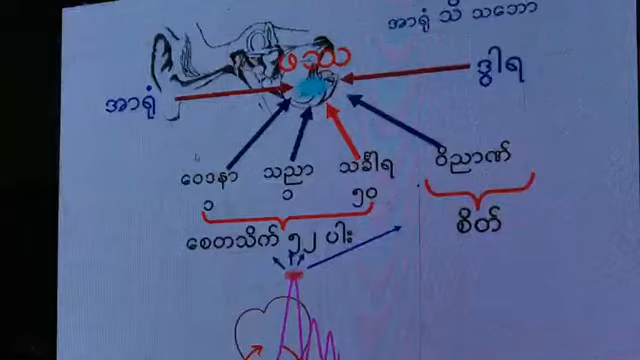 အာရုံ သိ သဘော
ဖဿ
ဒွါရ
အာရုံ
ဝေဒနာ သညာ သင်္ခါရ ဝိညာဏ်
၁ ၁ ၅၀
စိတ်
စေတသိက် ၅၂ ပါး